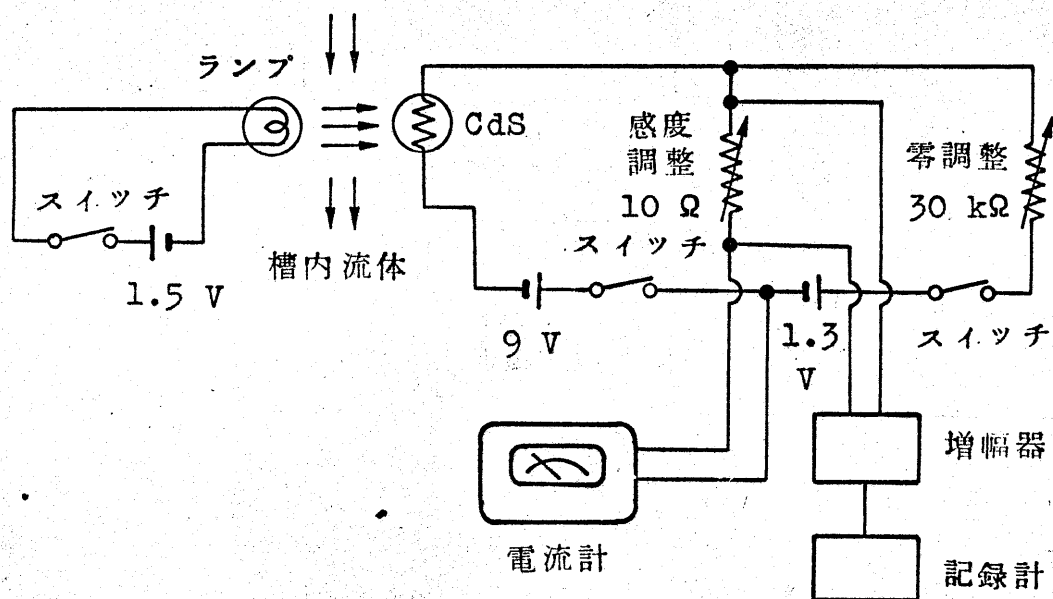 ランプ
CdS
感度
調整
10 Ω
零調整
30 kΩ
スイッチ
1.5 V
槽内流体
スイッチ
9 V
1.3
V
スイッチ
電流計
増幅器
記録計